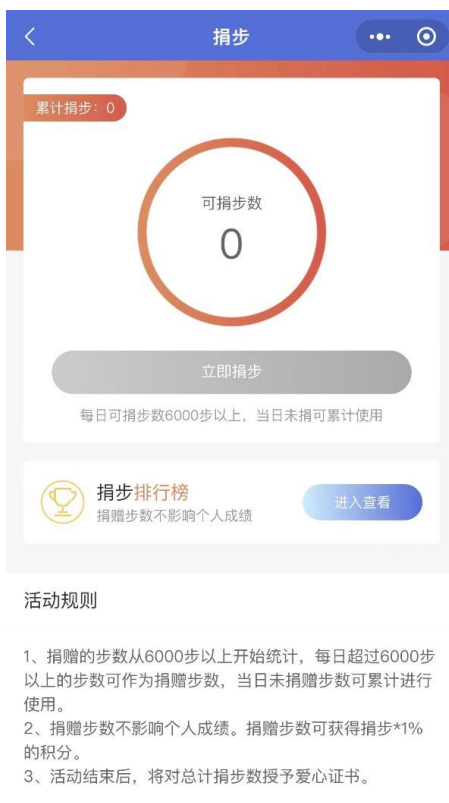 捐步
累计捐步：0
可捐步数
0
立即捐步
每日可捐步数6000步以上，当日未捐可累计使用
捐步排行榜
捐赠步数不影响个人成绩
进入查看
活动规则
1、捐赠的步数从6000步以上开始统计，每日超过6000步
以上的步数可作为捐赠步数，当日未捐赠步数可累计进行
使用。
2、捐赠步数不影响个人成绩。捐赠步数可获得捐步*1%
的积分。
3、活动结束后，将对总计捐步数授予爱心证书。